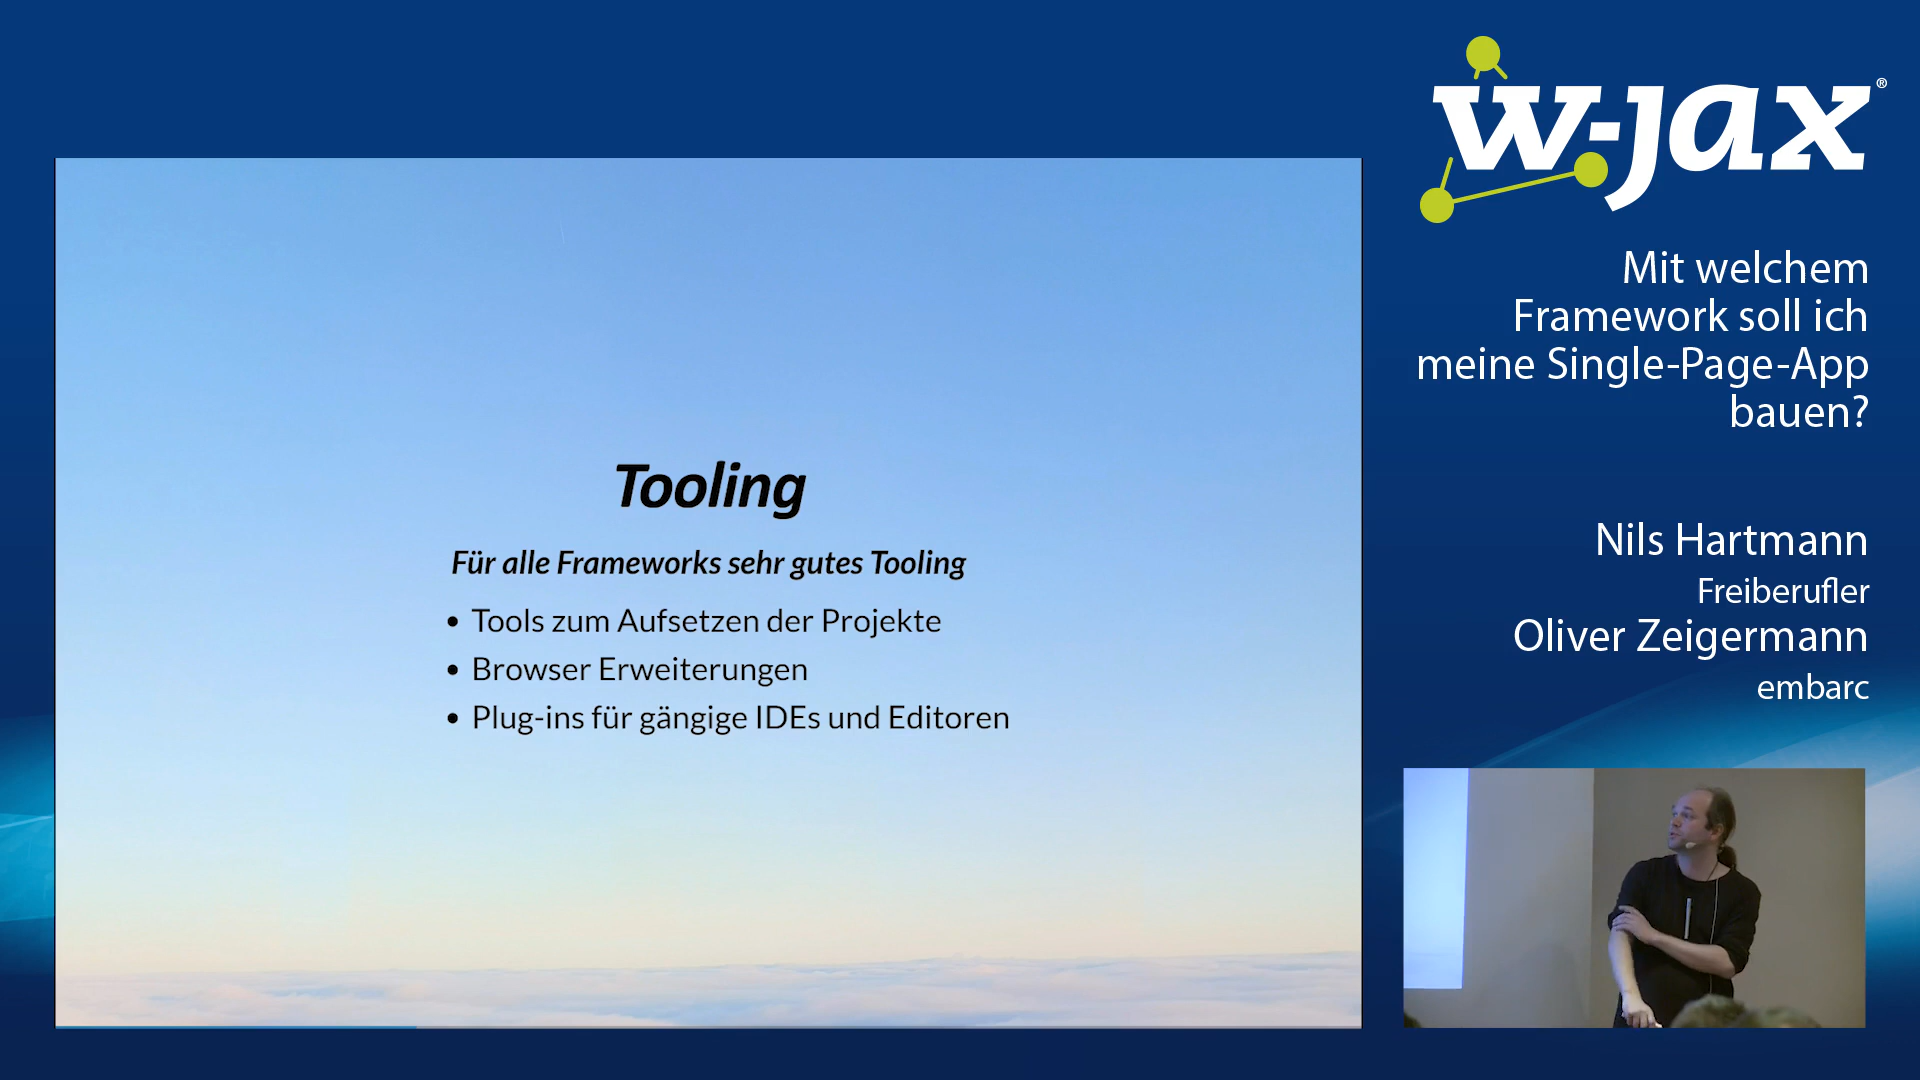 w-jax®
Mit welchem
Framework soll ich
meine Single-Page-App
bauen?
Nils Hartmann
Freiberufler
Oliver Zeigermann
embarc
Tooling
Für alle Frameworks sehr gutes Tooling
• Tools zum Aufsetzen der Projekte
• Browser Erweiterungen
• Plug-ins für gängige IDEs und Editoren